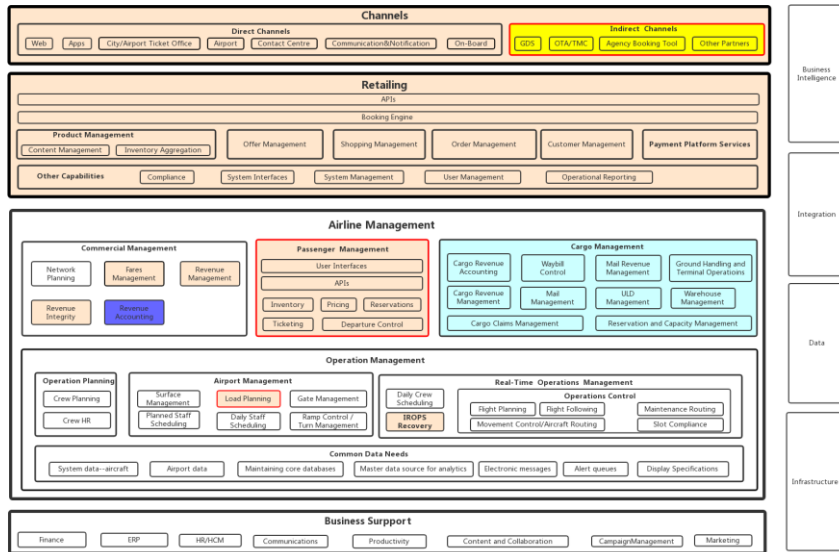 Channels
Direct Channels
Web
Apps
City/Airport Ticket Office
Airport
Contact Centre
Communication&Notification
On-Board
Indirect Channels
GDS
OTA/TMC
Agency Booking Tool
Other Partners
Retailing
APIs
Booking Engine
Product Management
Content Management
Inventory Aggregation
Offer Management
Shopping Management
Order Management
Customer Management
Payment Platform Services
Other Capabilities
Compliance
System Interfaces
System Management
User Management
Operational Reporting
Airline Management
Commercial Management
Network
Planning
Fares
Management
Revenue
Management
Revenue
Integrity
Revenue
Accounting
Passenger Management
User Interfaces
APIs
Inventory
Pricing
Reservations
Ticketing
Departure Control
Cargo Management
Cargo Revenue
Accounting
Waybill
Control
Mail Revenue
Management
Ground Handling and
Terminal Operatioins
Cargo Revenue
Management
Mail
Management
ULD
Management
Warehouse
Management
Cargo Claims Management
Reservation and Capacity Management
Operation Management
Operation Planning
Crew Planning
Crew HR
Airport Management
Surface
Management
Load Planning
Gate Management
Planned Staff
Scheduling
Daily Staff
Scheduling
Ramp Control /
Turn Management
Real-Time Operations Management
Daily Crew
Scheduling
IROPS
Recovery
Operations Control
Flight Planning
Flight Following
Maintenance Routing
Movement Control/Aircraft Routing
Slot Compliance
Common Data Needs
System data--aircraft
Airport data
Maintaining core databases
Master data source for analytics
Electronic messages
Alert queues
Display Specifications
Business Surpport
Finance
ERP
HR/HCM
Communications
Productivity
Content and Collaboration
CampaignManagement
Marketing
Business
Intelligence
Integration
Data
Infrastructure